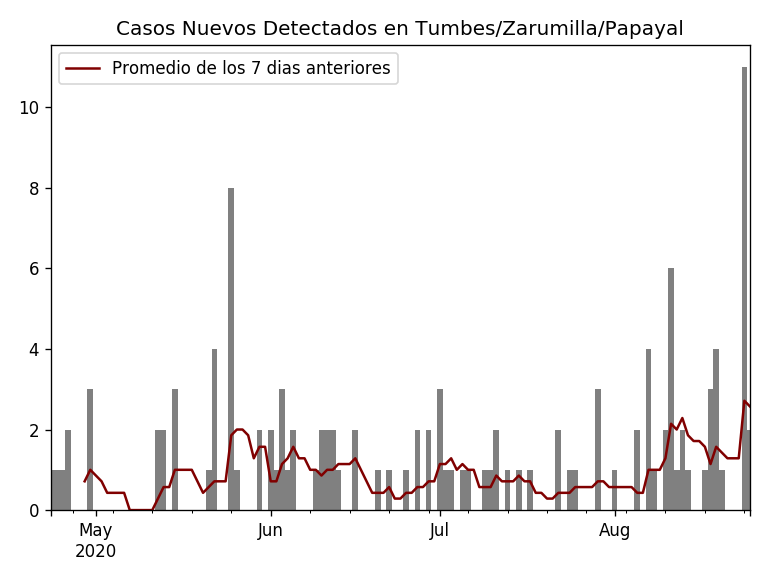 Casos Nuevos Detectados en Tumbes/Zarumilla/Papayal
Promedio de los 7 dias anteriores
10
8
6
4
2
0
May Jun Jul Aug
2020